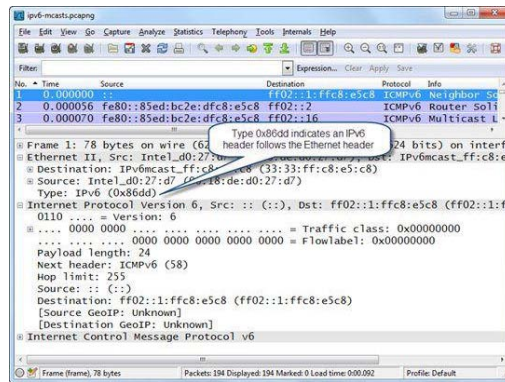 ipv6-mcasts.pcapng
File Edit View Go Capture Analyze Statistics Telephony Tools Internals Help
Filter: Expression... Clear Apply Save
No. Time Source Destination Protocol Info
1 0.000000 :: ff02::1:ffc8:e5c8 ICMPv6 Neighbor So
2 0.000056 fe80::85ed:bc2e:dfc8:e5c8 ff02::2 ICMPv6 Router Soli
3 0.000070 fe80::85ed:bc2e:dfc8:e5c8 ff02::16 ICMPv6 Multicast L
Type 0x86dd indicates an IPv6
header follows the Ethernet header
Frame 1: 78 bytes on wire (62 24 bits) on interf
Ethernet II, Src: Intel_d0:27: Dst: IPv6mcast_ff:c8:e
Destination: IPv6mcast_ff:c8:e5:c8 (33:33:ff:c8:e5:c8)
Source: Intel_d0:27:d7 :18:de:d0:27:d7)
Type: IPv6 (0x86dd)
Internet Protocol Version 6, Src: :: (::), Dst: ff02::1:ffc8:e5c8 (ff02::1:f
0110 .... = Version: 6
.... 0000 0000 .... .... .... .... .... = Traffic class: 0x00000000
.... .... .... 0000 0000 0000 0000 0000 = Flowlabel: 0x00000000
Payload length: 24
Next header: ICMPv6 (58)
Hop limit: 255
Source: :: (::)
Destination: ff02::1:ffc8:e5c8 (ff02::1:ffc8:e5c8)
[Source GeoIP: Unknown]
[Destination GeoIP: Unknown]
Internet Control Message Protocol v6
Frame (frame), 78 bytes Packets: 194 Displayed: 194 Marked: 0 Load time: 0:00.092 Profile: Default